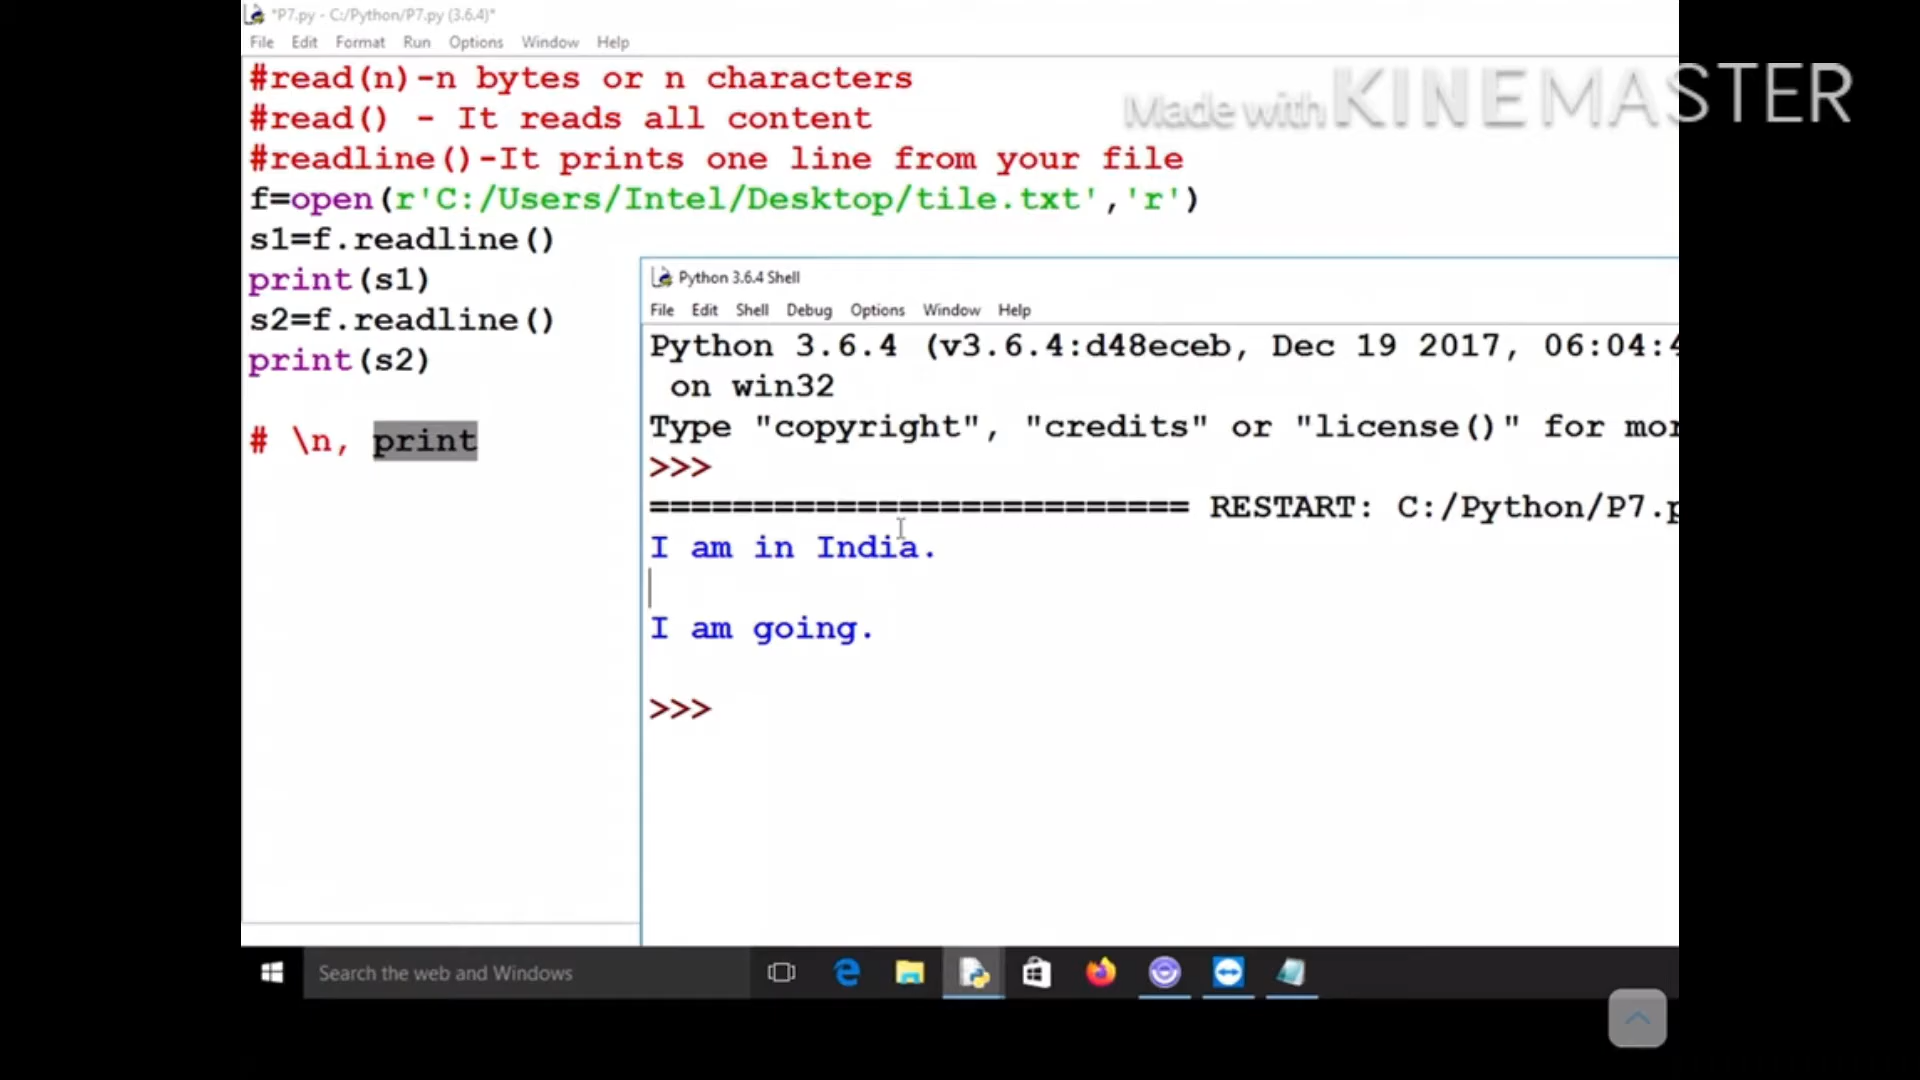 *P7.py - C:/Python/P7.py (3.6.4)*
File Edit Format Run Options Window Help
#read(n)-n bytes or n characters
#read() - It reads all content
#readline()-It prints one line from your file
f=open(r'C:/Users/Intel/Desktop/tile.txt','r')
s1=f.readline()
print(s1)
s2=f.readline()
print(s2)
# \n, print
Made with KINEMASTER
Python 3.6.4 Shell
File Edit Shell Debug Options Window Help
Python 3.6.4 (v3.6.4:d48eceb, Dec 19 2017, 06:04:4
on win32
Type "copyright", "credits" or "license()" for mor
>>>
========================== RESTART: C:/Python/P7.p
I am in India.
I am going.
>>>
Search the web and Windows